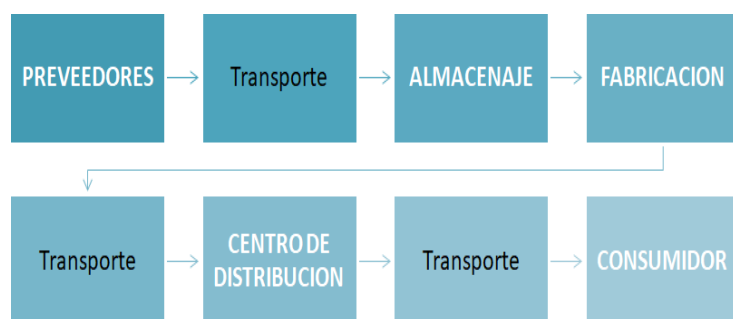 PREVEEDORES
Transporte
ALMACENAJE
FABRICACION
Transporte
CENTRO DE
DISTRIBUCION
Transporte
CONSUMIDOR